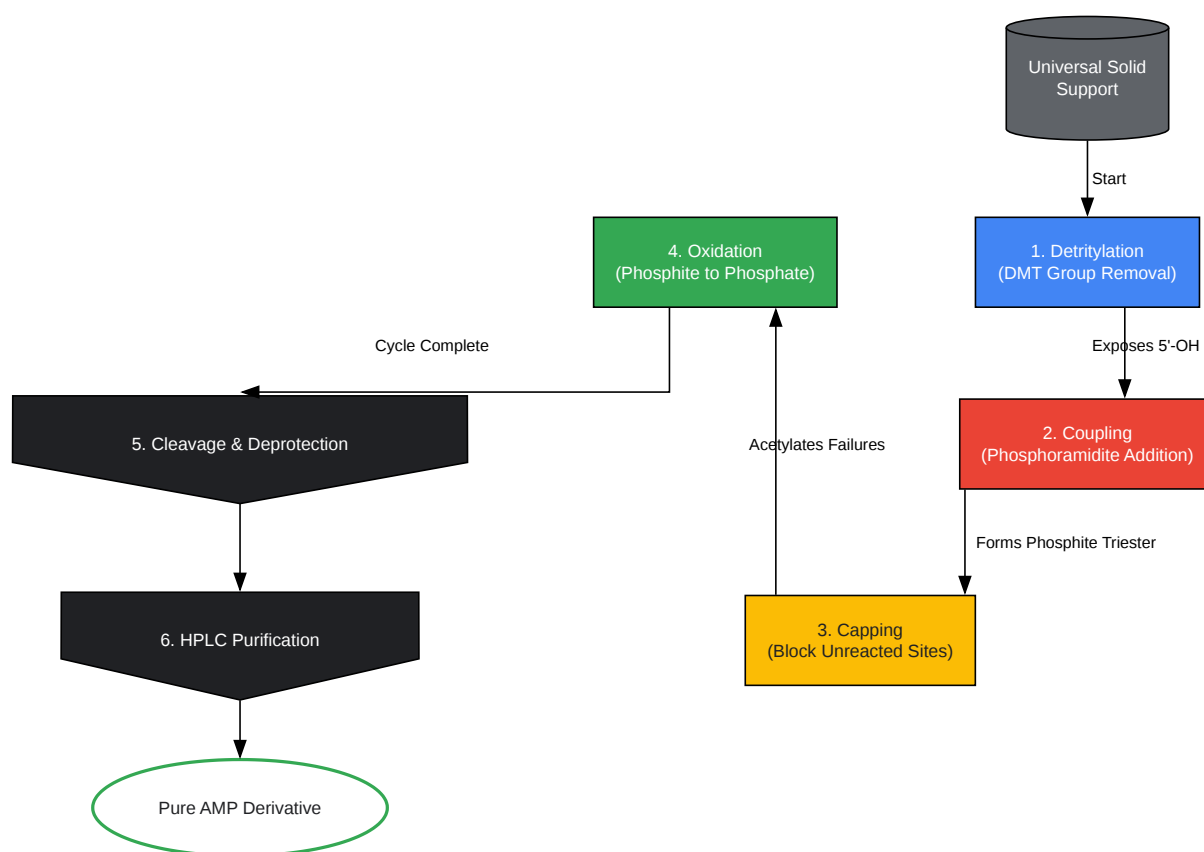 Universal Solid
Support
Start
1. Detritylation
(DMT Group Removal)
Exposes 5'-OH
2. Coupling
(Phosphoramidite Addition)
Forms Phosphite Triester
3. Capping
(Block Unreacted Sites)
Acetylates Failures
4. Oxidation
(Phosphite to Phosphate)
Cycle Complete
5. Cleavage & Deprotection
6. HPLC Purification
Pure AMP Derivative